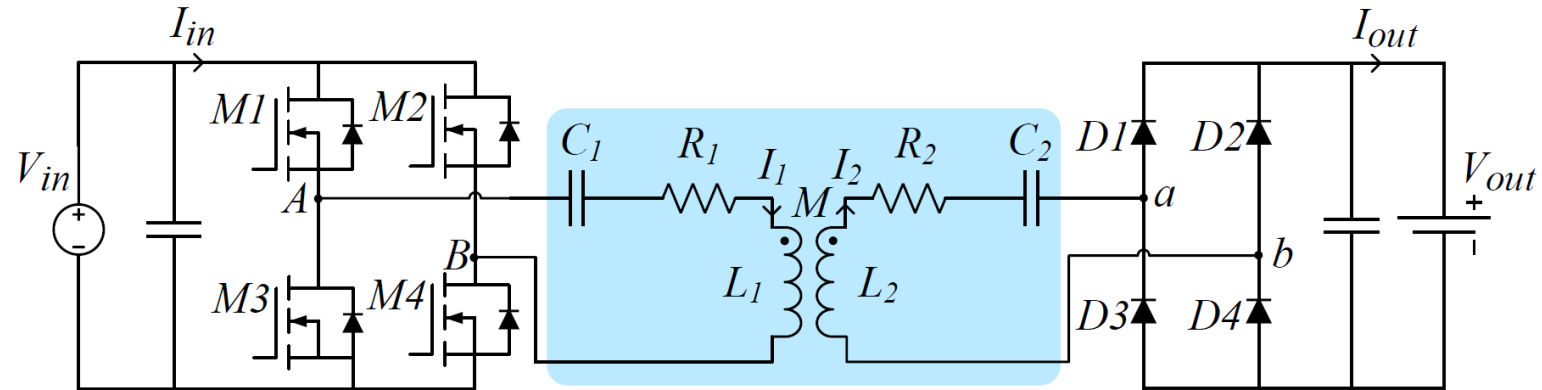 I_in I_out
M1 M2 D1 D2
C_1 R_1 I_1 I_2 R_2 C_2
V_in + - A M a V_out + -
B b
M3 M4 L_1 L_2 D3 D4